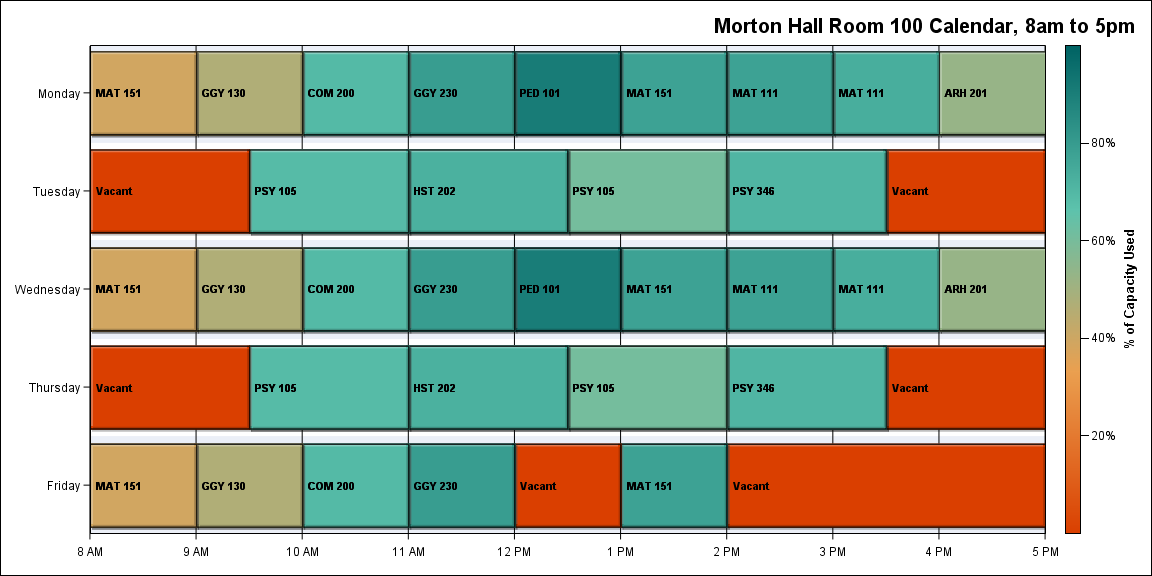 Morton Hall Room 100 Calendar, 8am to 5pm
Monday MAT 151 GGY 130 COM 200 GGY 230 PED 101 MAT 151 MAT 111 MAT 111 ARH 201
80%
Tuesday Vacant PSY 105 HST 202 PSY 105 PSY 346 Vacant
60%
% of Capacity Used
Wednesday MAT 151 GGY 130 COM 200 GGY 230 PED 101 MAT 151 MAT 111 MAT 111 ARH 201
40%
Thursday Vacant PSY 105 HST 202 PSY 105 PSY 346 Vacant
20%
Friday MAT 151 GGY 130 COM 200 GGY 230 Vacant MAT 151 Vacant
8 AM 9 AM 10 AM 11 AM 12 PM 1 PM 2 PM 3 PM 4 PM 5 PM